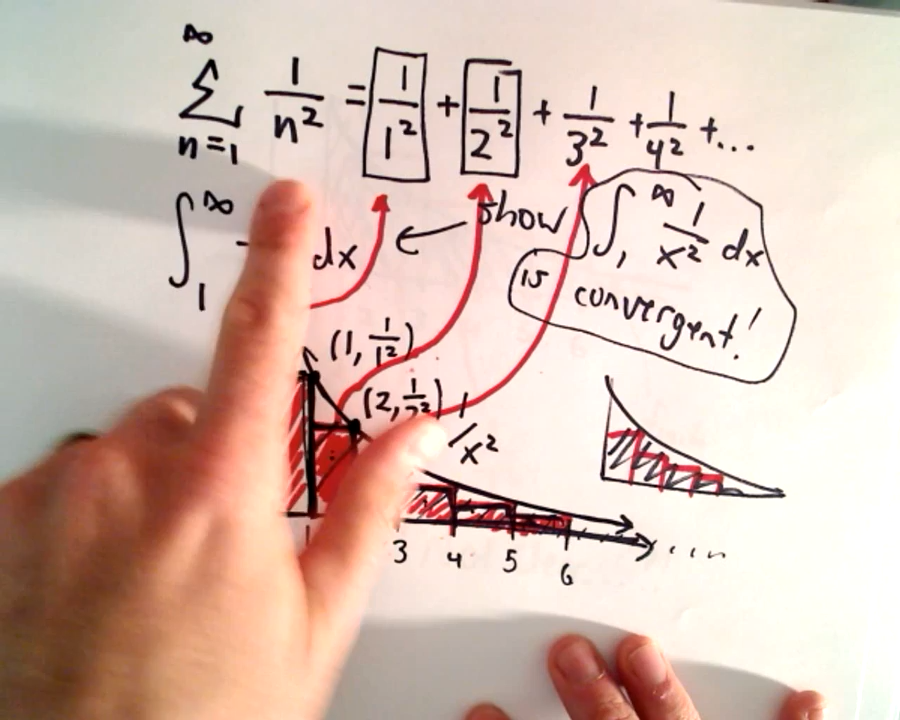 ∞
∑ 1/n² = 1/1² + 1/2² + 1/3² + 1/4² + ...
n=1
∫₁^∞ dx ← show ∫₁^∞ 1/x² dx
is convergent!
(1, 1/1²)
(2, 1/2²)
1/x²
1 3 4 5 6 ....